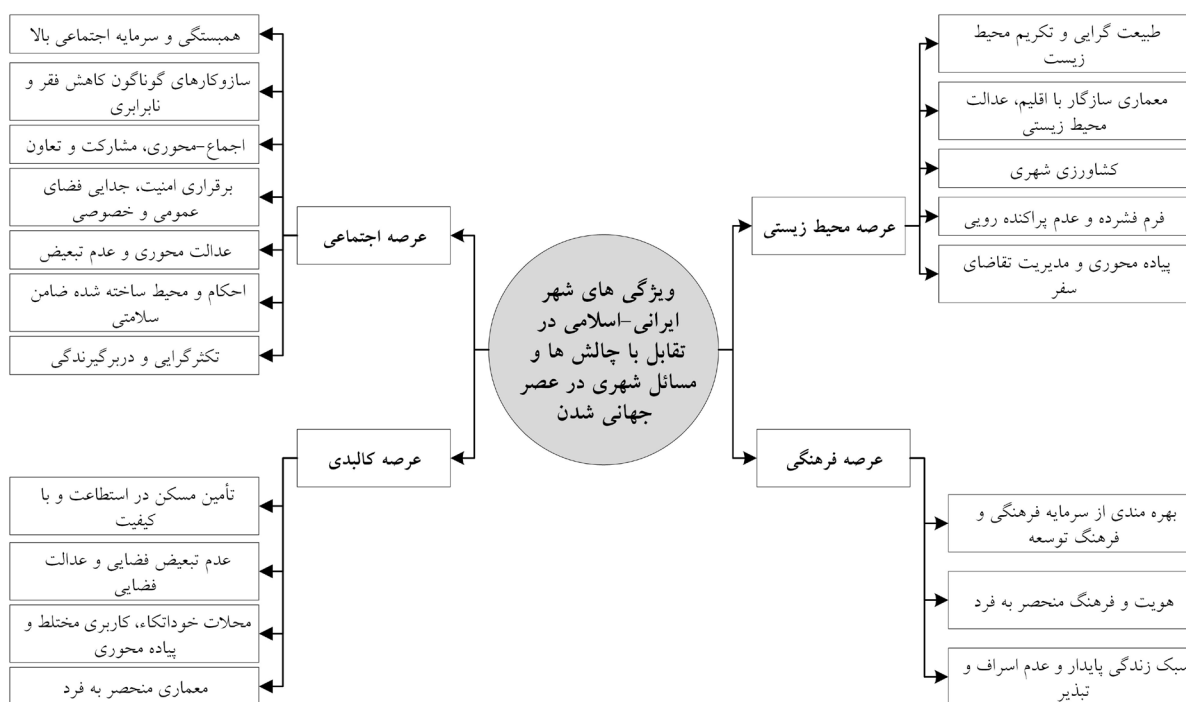 ویژگی های شهر
ایرانی-اسلامی در
تقابل با چالش ها و
مسائل شهری در عصر
جهانی شدن
عرصه محیط زیستی
طبیعت گرایی و تکریم محیط
زیست
معماری سازگار با اقلیم، عدالت
محیط زیستی
کشاورزی شهری
فرم فشرده و عدم پراکنده رویی
پیاده محوری و مدیریت تقاضای
سفر
عرصه فرهنگی
بهره مندی از سرمایه فرهنگی و
فرهنگ توسعه
هویت و فرهنگ منحصر به فرد
سبک زندگی پایدار و عدم اسراف و
تبذیر
عرصه اجتماعی
همبستگی و سرمایه اجتماعی بالا
سازوکارهای گوناگون کاهش فقر و
نابرابری
اجماع-محوری، مشارکت و تعاون
برقراری امنیت، جدایی فضای
عمومی و خصوصی
عدالت محوری و عدم تبعیض
احکام و محیط ساخته شده ضامن
سلامتی
تکثرگرایی و دربرگیرندگی
عرصه کالبدی
تأمین مسکن در استطاعت و با
کیفیت
عدم تبعیض فضایی و عدالت
فضایی
محلات خوداتکاء، کاربری مختلط و
پیاده محوری
معماری منحصر به فرد